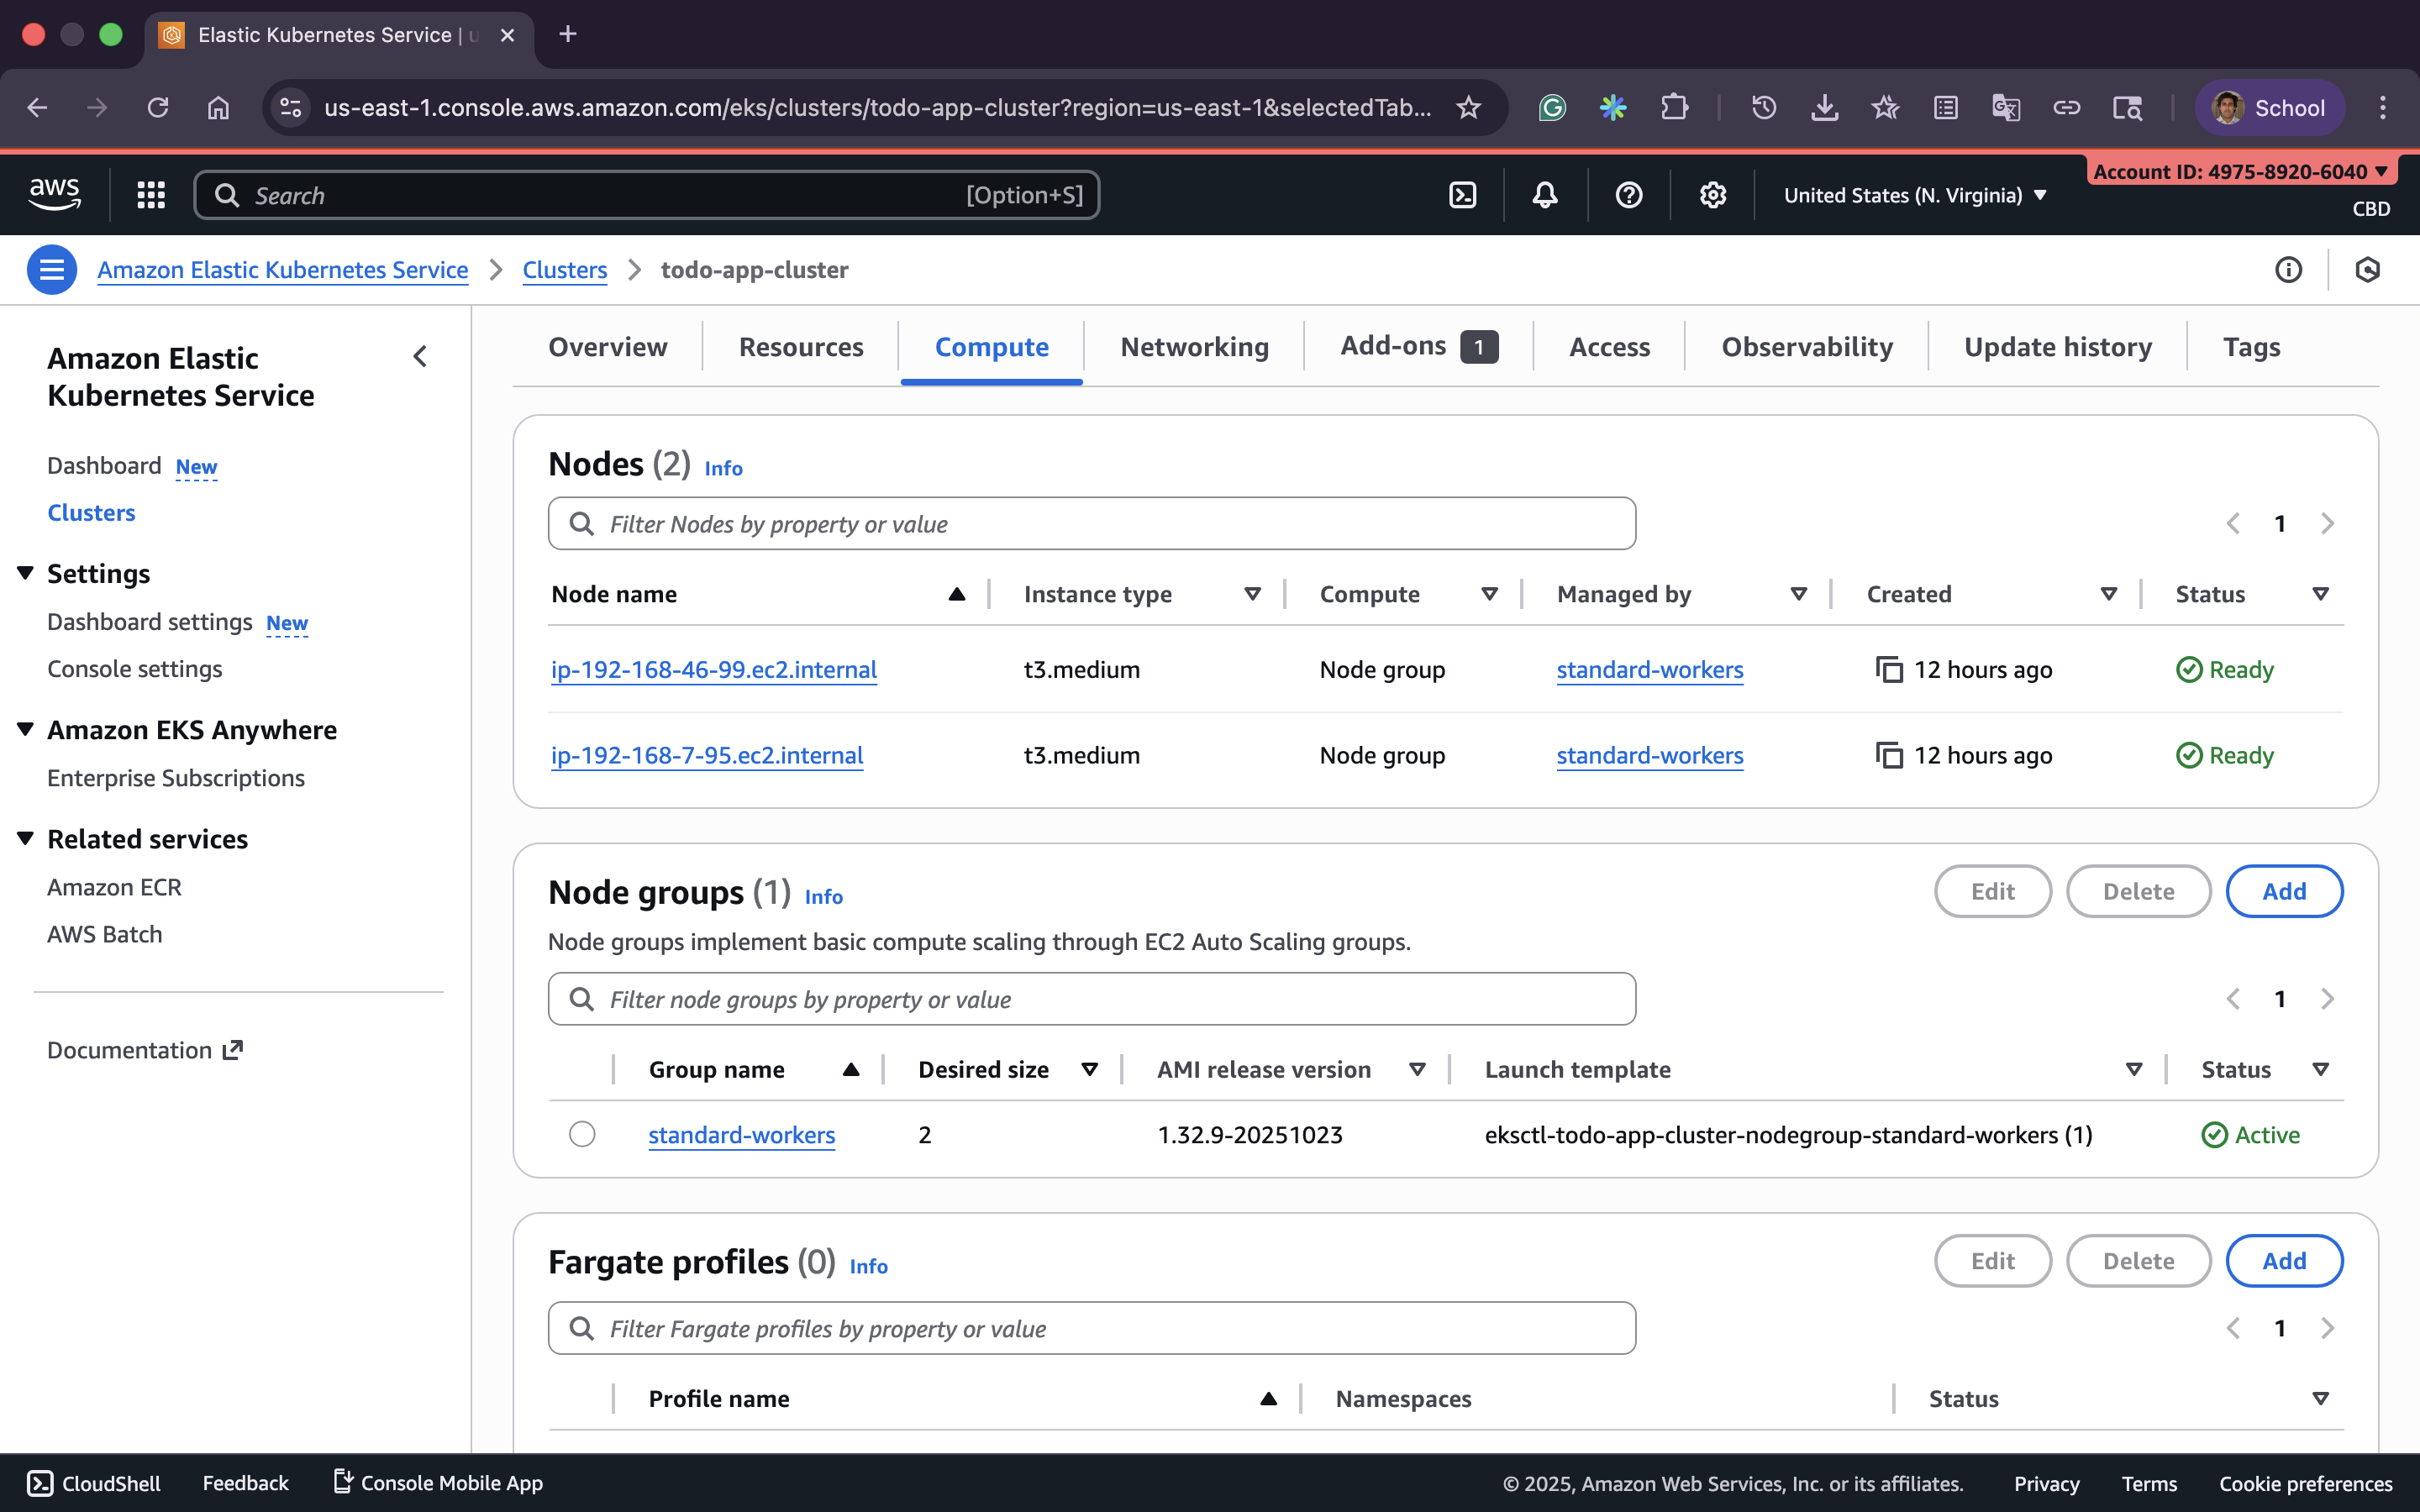 Elastic Kubernetes Service | u
us-east-1.console.aws.amazon.com/eks/clusters/todo-app-cluster?region=us-east-1&selectedTab...
School
aws
Search
[Option+S]
United States (N. Virginia)
Account ID: 4975-8920-6040
CBD
Amazon Elastic Kubernetes Service
Clusters
todo-app-cluster
Amazon Elastic
Kubernetes Service
Dashboard New
Clusters
Settings
Dashboard settings New
Console settings
Amazon EKS Anywhere
Enterprise Subscriptions
Related services
Amazon ECR
AWS Batch
Documentation
Overview Resources Compute Networking Add-ons 1 Access Observability Update history Tags
Nodes (2) Info
Filter Nodes by property or value
1
Node name Instance type Compute Managed by Created Status
ip-192-168-46-99.ec2.internal t3.medium Node group standard-workers 12 hours ago Ready
ip-192-168-7-95.ec2.internal t3.medium Node group standard-workers 12 hours ago Ready
Node groups (1) Info
Edit Delete Add
Node groups implement basic compute scaling through EC2 Auto Scaling groups.
Filter node groups by property or value
1
Group name Desired size AMI release version Launch template Status
standard-workers 2 1.32.9-20251023 eksctl-todo-app-cluster-nodegroup-standard-workers (1) Active
Fargate profiles (0) Info
Edit Delete Add
Filter Fargate profiles by property or value
1
Profile name Namespaces Status
CloudShell Feedback Console Mobile App
© 2025, Amazon Web Services, Inc. or its affiliates. Privacy Terms Cookie preferences